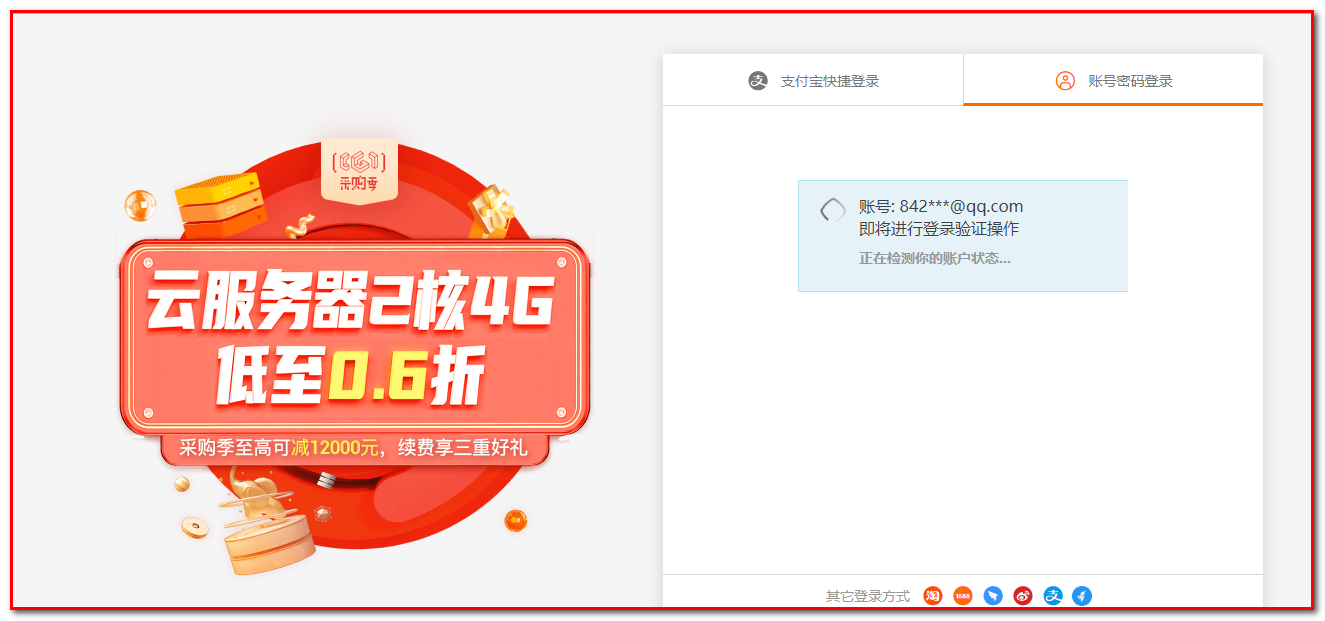 采购季
云服务器2核4G
低至0.6折
采购季至高可减12000元，续费享三重好礼
支付宝快捷登录
账号密码登录
账号: 842***@qq.com
即将进行登录验证操作
正在检测你的账户状态...
其它登录方式
淘
1688
支